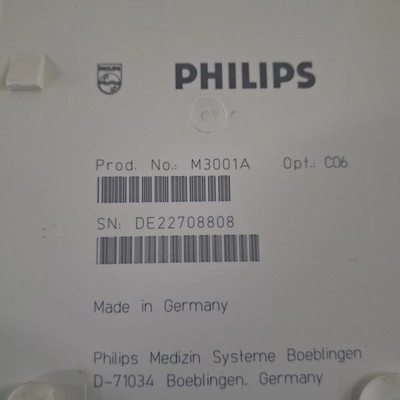 PHILIPS
Prod. No.: M3001A Opt.: C06
SN: DE22708808
Made in Germany
Philips Medizin Systeme Boeblingen
D-71034 Boeblingen, Germany